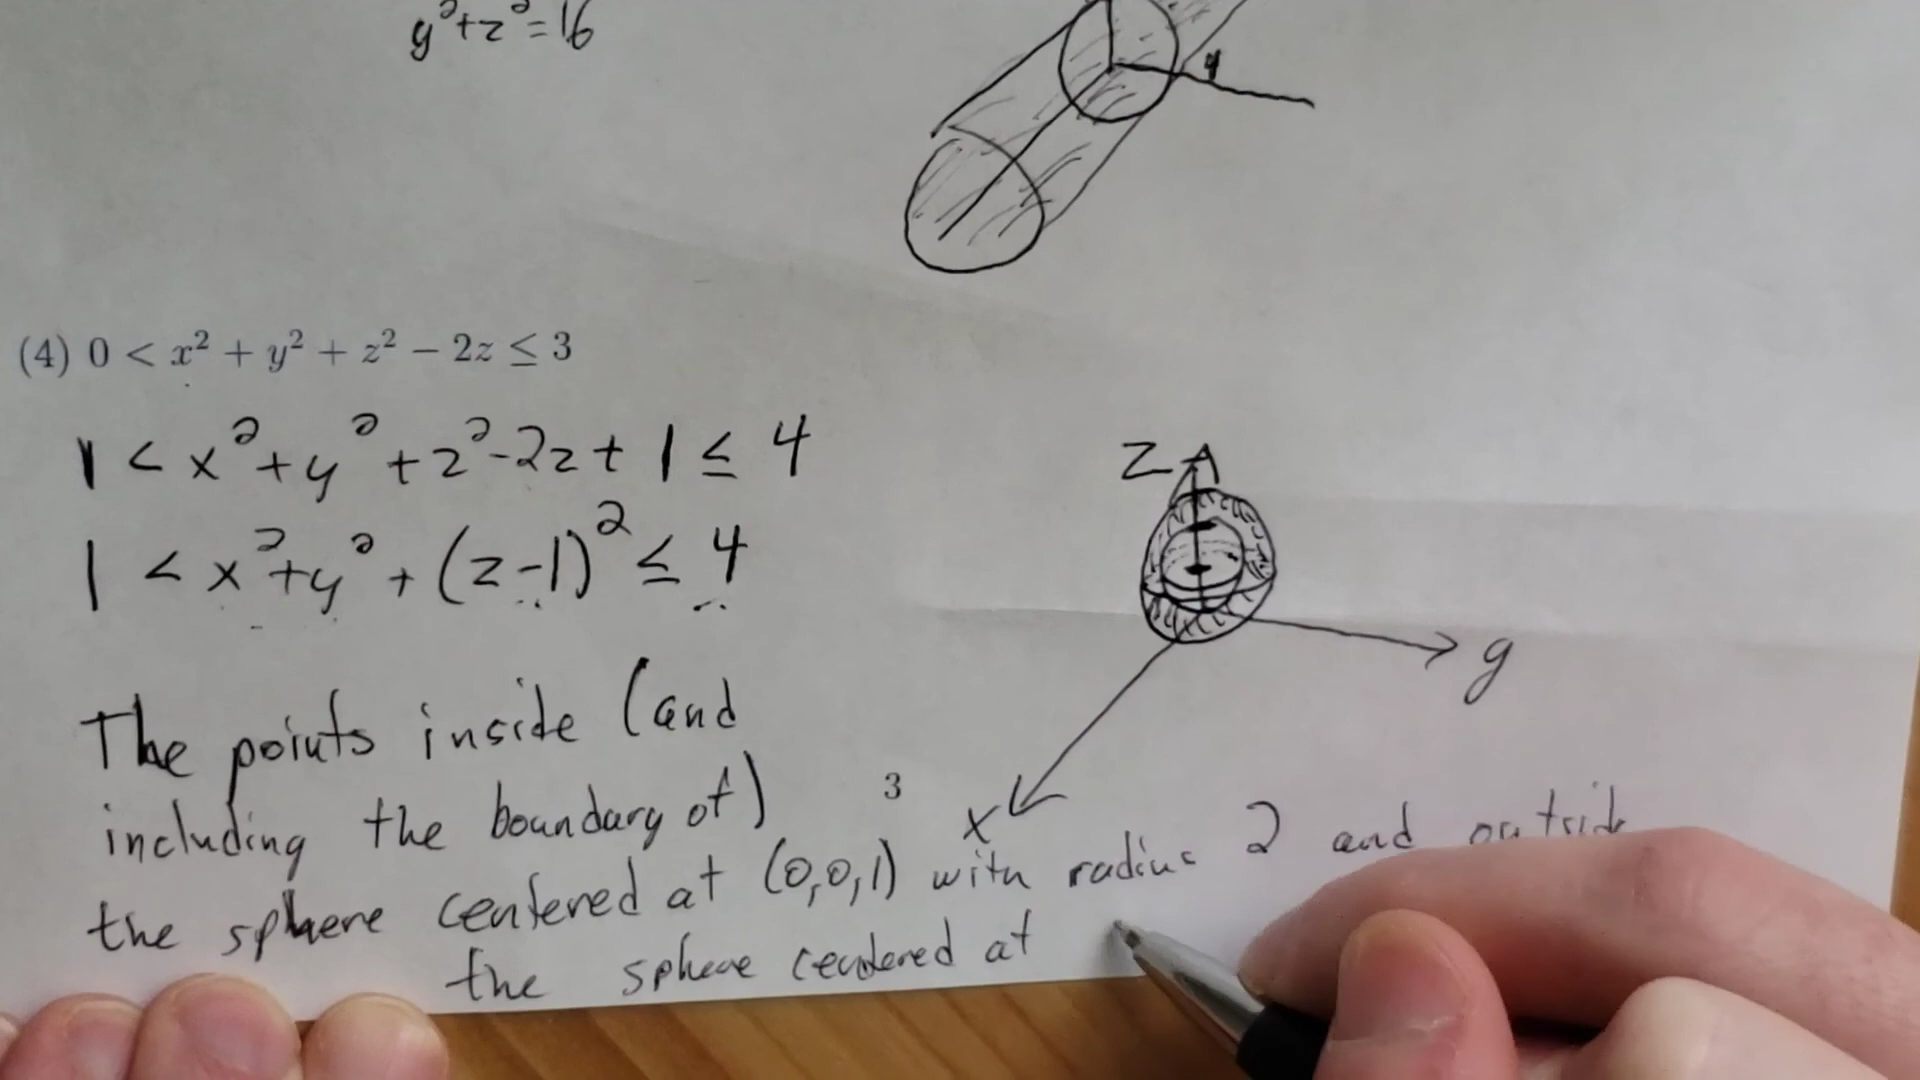 y²+z²=16
4
(4) 0 < x² + y² + z² − 2z ≤ 3
1 < x²+y²+z²-2z+1 ≤ 4
1 < x²+y²+(z-1)² ≤ 4
z
y
x
The points inside (and
including the boundary of)
3
the sphere centered at (0,0,1) with radius 2 and outside
the sphere centered at